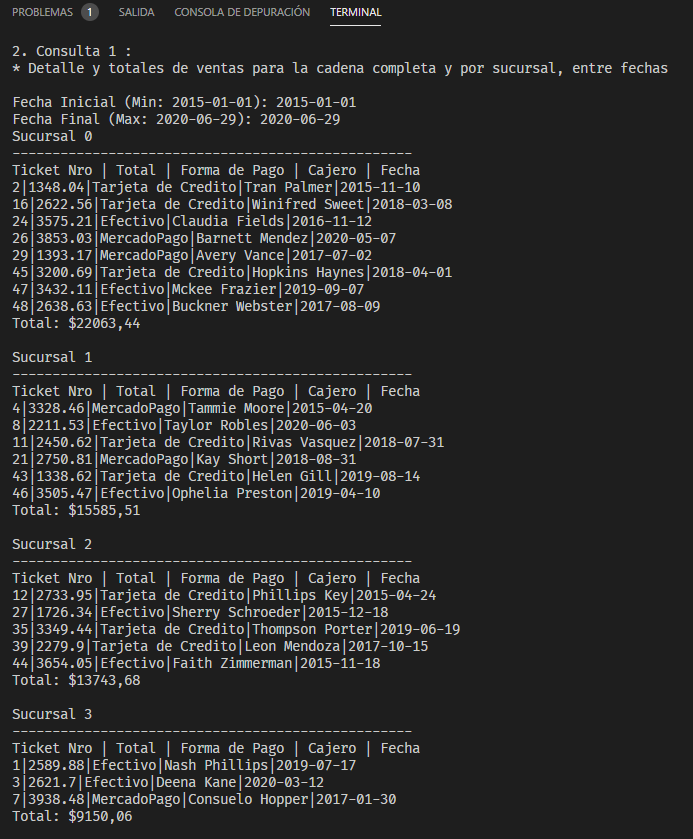 PROBLEMAS 1 SALIDA CONSOLA DE DEPURACIÓN TERMINAL
2. Consulta 1 :
* Detalle y totales de ventas para la cadena completa y por sucursal, entre fechas
Fecha Inicial (Min: 2015-01-01): 2015-01-01
Fecha Final (Max: 2020-06-29): 2020-06-29
Sucursal 0
--------------------------------------------------
Ticket Nro | Total | Forma de Pago | Cajero | Fecha
2|1348.04|Tarjeta de Credito|Tran Palmer|2015-11-10
16|2622.56|Tarjeta de Credito|Winifred Sweet|2018-03-08
24|3575.21|Efectivo|Claudia Fields|2016-11-12
26|3853.03|MercadoPago|Barnett Mendez|2020-05-07
29|1393.17|MercadoPago|Avery Vance|2017-07-02
45|3200.69|Tarjeta de Credito|Hopkins Haynes|2018-04-01
47|3432.11|Efectivo|Mckee Frazier|2019-09-07
48|2638.63|Efectivo|Buckner Webster|2017-08-09
Total: $22063,44
Sucursal 1
--------------------------------------------------
Ticket Nro | Total | Forma de Pago | Cajero | Fecha
4|3328.46|MercadoPago|Tammie Moore|2015-04-20
8|2211.53|Efectivo|Taylor Robles|2020-06-03
11|2450.62|Tarjeta de Credito|Rivas Vasquez|2018-07-31
21|2750.81|MercadoPago|Kay Short|2018-08-31
43|1338.62|Tarjeta de Credito|Helen Gill|2019-08-14
46|3505.47|Efectivo|Ophelia Preston|2019-04-10
Total: $15585,51
Sucursal 2
--------------------------------------------------
Ticket Nro | Total | Forma de Pago | Cajero | Fecha
12|2733.95|Tarjeta de Credito|Phillips Key|2015-04-24
27|1726.34|Efectivo|Sherry Schroeder|2015-12-18
35|3349.44|Tarjeta de Credito|Thompson Porter|2019-06-19
39|2279.9|Tarjeta de Credito|Leon Mendoza|2017-10-15
44|3654.05|Efectivo|Faith Zimmerman|2015-11-18
Total: $13743,68
Sucursal 3
--------------------------------------------------
Ticket Nro | Total | Forma de Pago | Cajero | Fecha
1|2589.88|Efectivo|Nash Phillips|2019-07-17
3|2621.7|Efectivo|Deena Kane|2020-03-12
7|3938.48|MercadoPago|Consuelo Hopper|2017-01-30
Total: $9150,06